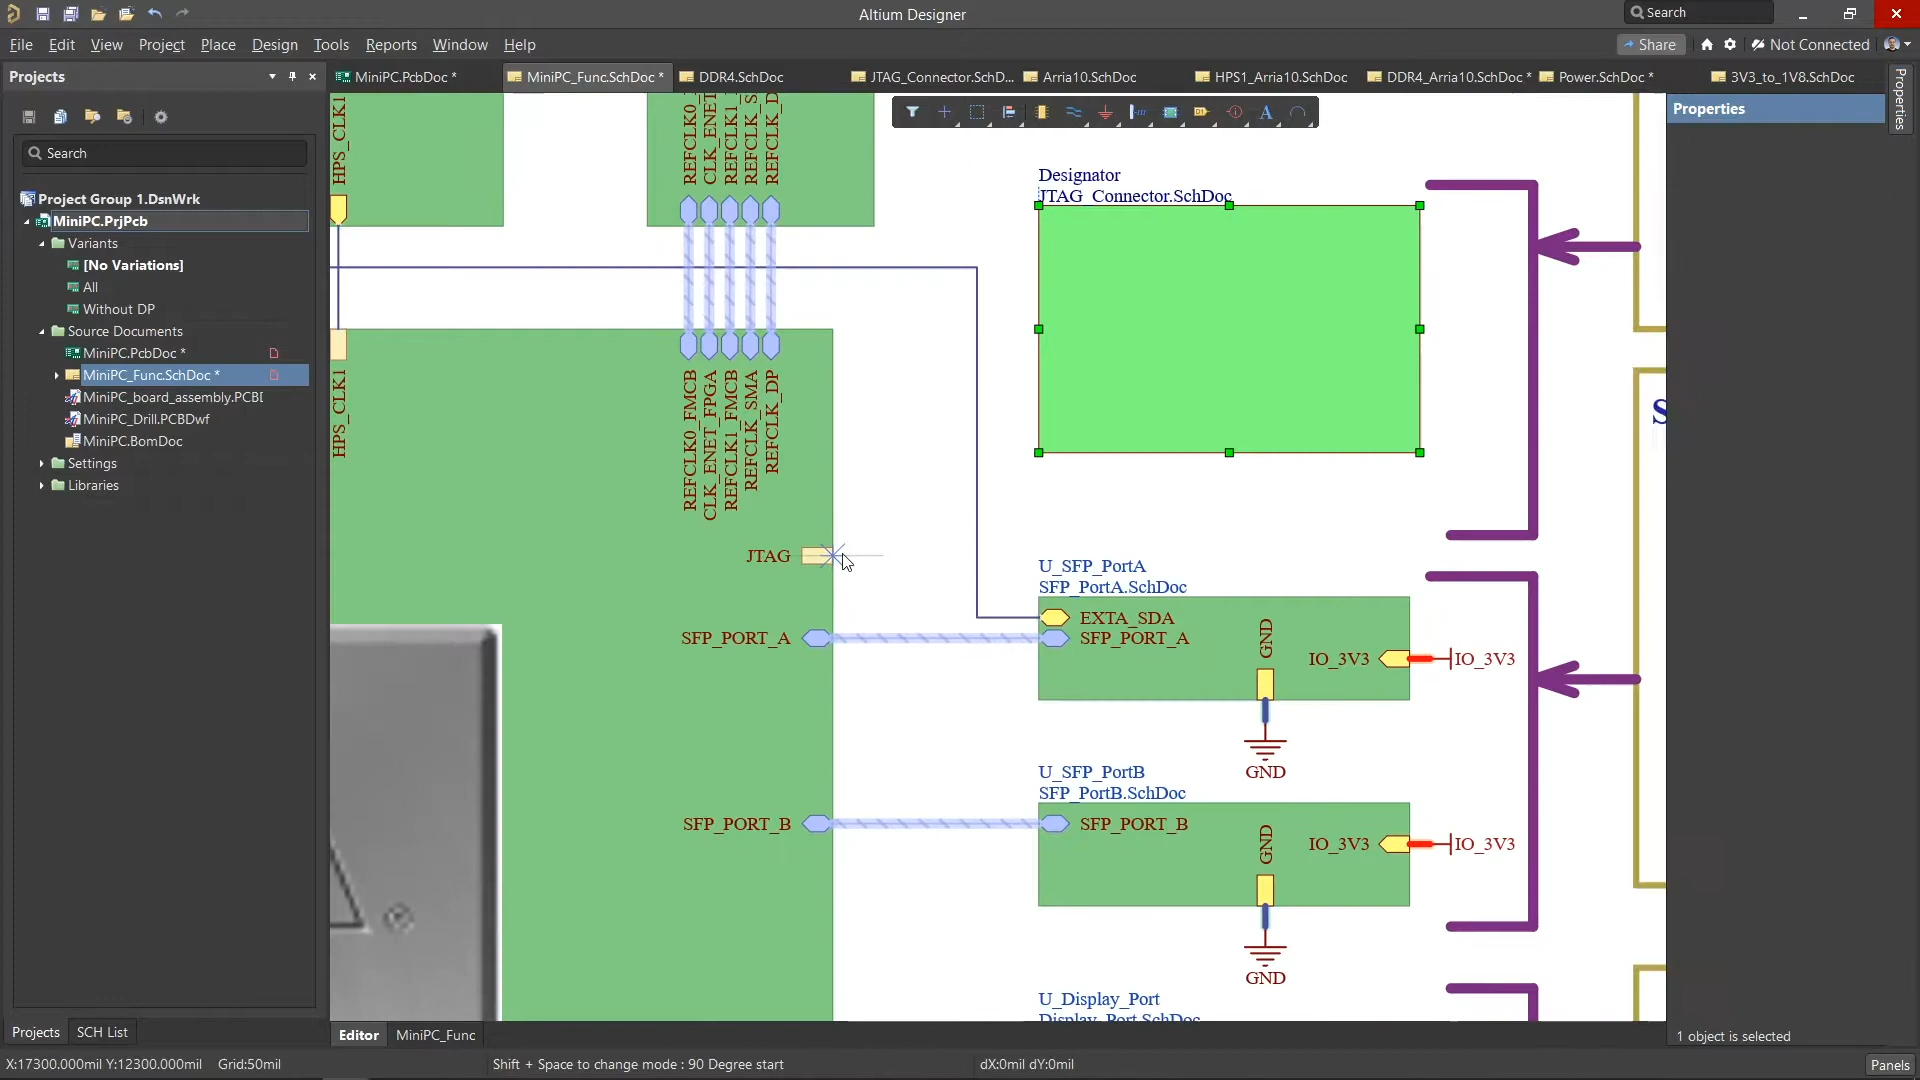 Altium Designer
Search
File Edit View Project Place Design Tools Reports Window Help
Share
Not Connected
Projects
MiniPC.PcbDoc *
MiniPC_Func.SchDoc *
DDR4.SchDoc
JTAG_Connector.SchD...
Arria10.SchDoc
HPS1_Arria10.SchDoc
DDR4_Arria10.SchDoc *
Power.SchDoc *
3V3_to_1V8.SchDoc
Properties
Properties
Search
Project Group 1.DsnWrk
MiniPC.PrjPcb
Variants
[No Variations]
All
Without DP
Source Documents
MiniPC.PcbDoc *
MiniPC_Func.SchDoc *
MiniPC_board_assembly.PCBD
MiniPC_Drill.PCBDwf
MiniPC.BomDoc
Settings
Libraries
HPS_CLK1
HPS_CLK1
REFCLK0_FMCB
CLK_ENET_FPGA
REFCLK1_FMCB
REFCLK_SMA
REFCLK_DP
Designator
JTAG_Connector.SchDoc
S
JTAG
U_SFP_PortA
SFP_PortA.SchDoc
EXTA_SDA
SFP_PORT_A
SFP_PORT_A
GND
IO_3V3
IO_3V3
GND
U_SFP_PortB
SFP_PortB.SchDoc
SFP_PORT_B
SFP_PORT_B
GND
IO_3V3
IO_3V3
GND
U_Display_Port
Display_Port.SchDoc
Projects
SCH List
Editor
MiniPC_Func
1 object is selected
X:17300.000mil Y:12300.000mil Grid:50mil
Shift + Space to change mode : 90 Degree start
dX:0mil dY:0mil
Panels